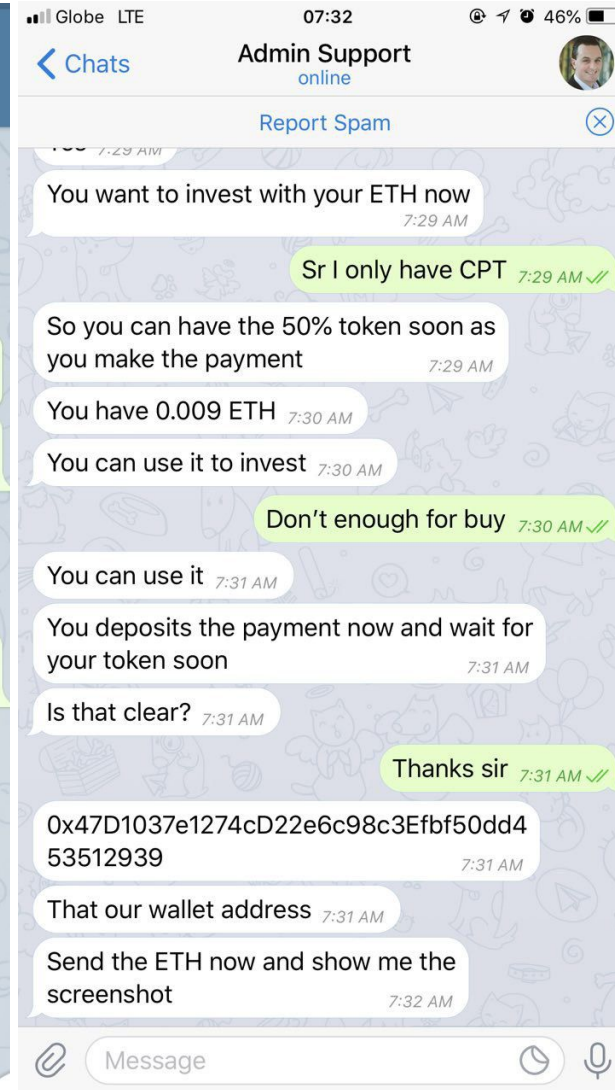 Globe LTE 07:32 46%
Chats Admin Support
online
Report Spam
7:29 AM
You want to invest with your ETH now
7:29 AM
Sr I only have CPT 7:29 AM
So you can have the 50% token soon as
you make the payment 7:29 AM
You have 0.009 ETH 7:30 AM
You can use it to invest 7:30 AM
Don't enough for buy 7:30 AM
You can use it 7:31 AM
You deposits the payment now and wait for
your token soon 7:31 AM
Is that clear? 7:31 AM
Thanks sir 7:31 AM
0x47D1037e1274cD22e6c98c3Efbf50dd4
53512939 7:31 AM
That our wallet address 7:31 AM
Send the ETH now and show me the
screenshot 7:32 AM
Message